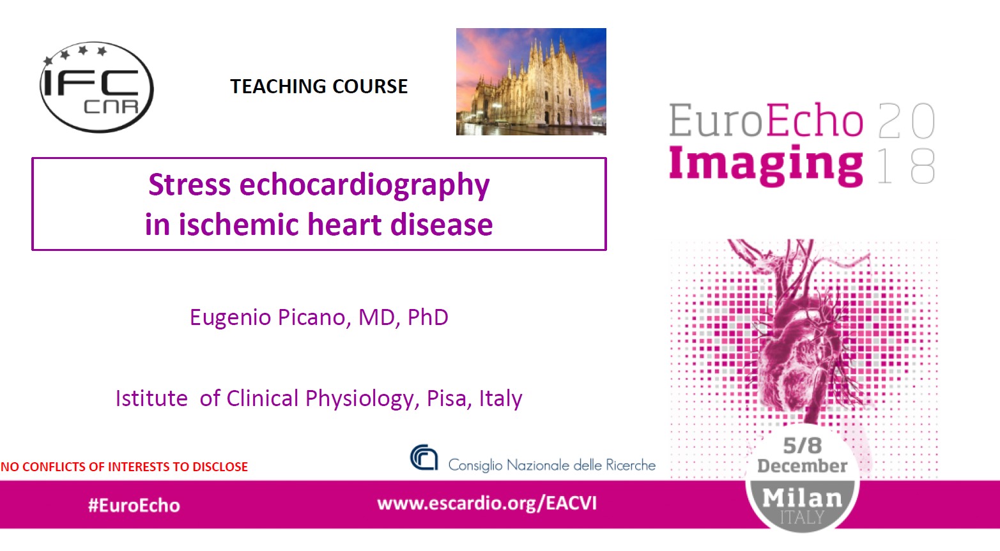 IFC
CNR
TEACHING COURSE
EuroEcho 20
Imaging 18
Stress echocardiography
in ischemic heart disease
Eugenio Picano, MD, PhD
Istitute of Clinical Physiology, Pisa, Italy
NO CONFLICTS OF INTERESTS TO DISCLOSE
Consiglio Nazionale delle Ricerche
5/8
December
Milan
ITALY
#EuroEcho
www.escardio.org/EACVI